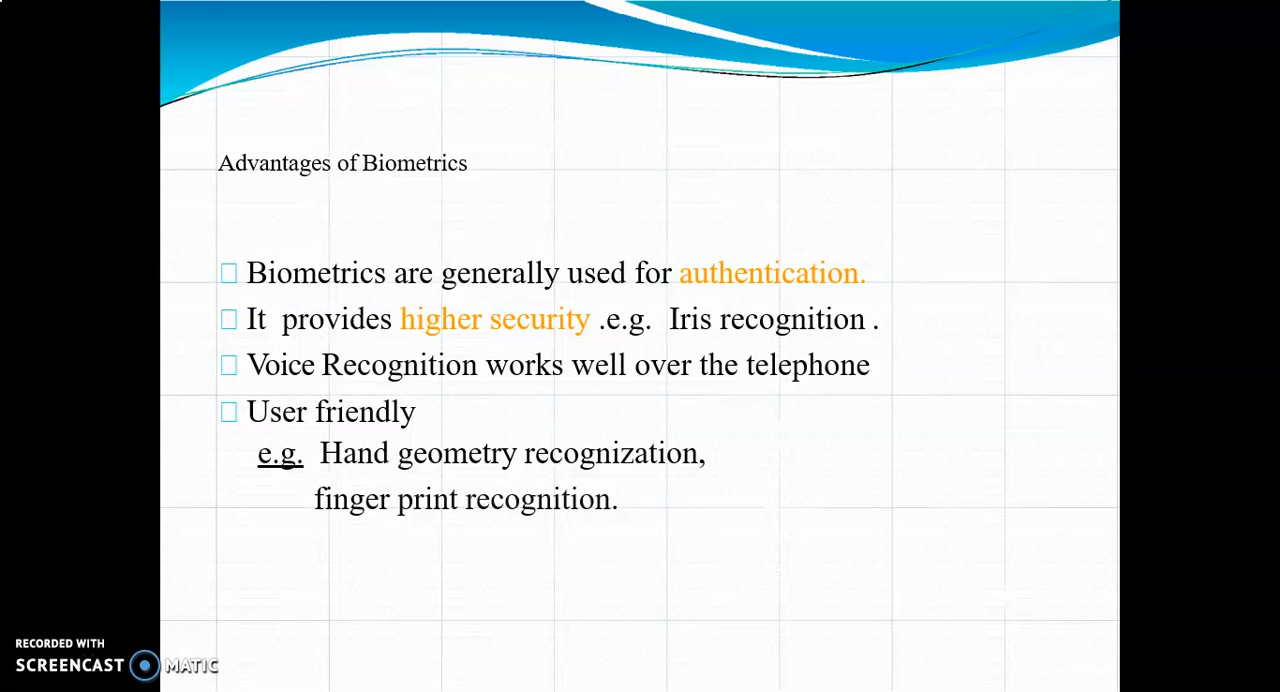 Advantages of Biometrics
Biometrics are generally used for authentication.
It provides higher security .e.g. Iris recognition .
Voice Recognition works well over the telephone
User friendly
e.g. Hand geometry recognization,
finger print recognition.
RECORDED WITH
SCREENCAST MATIC